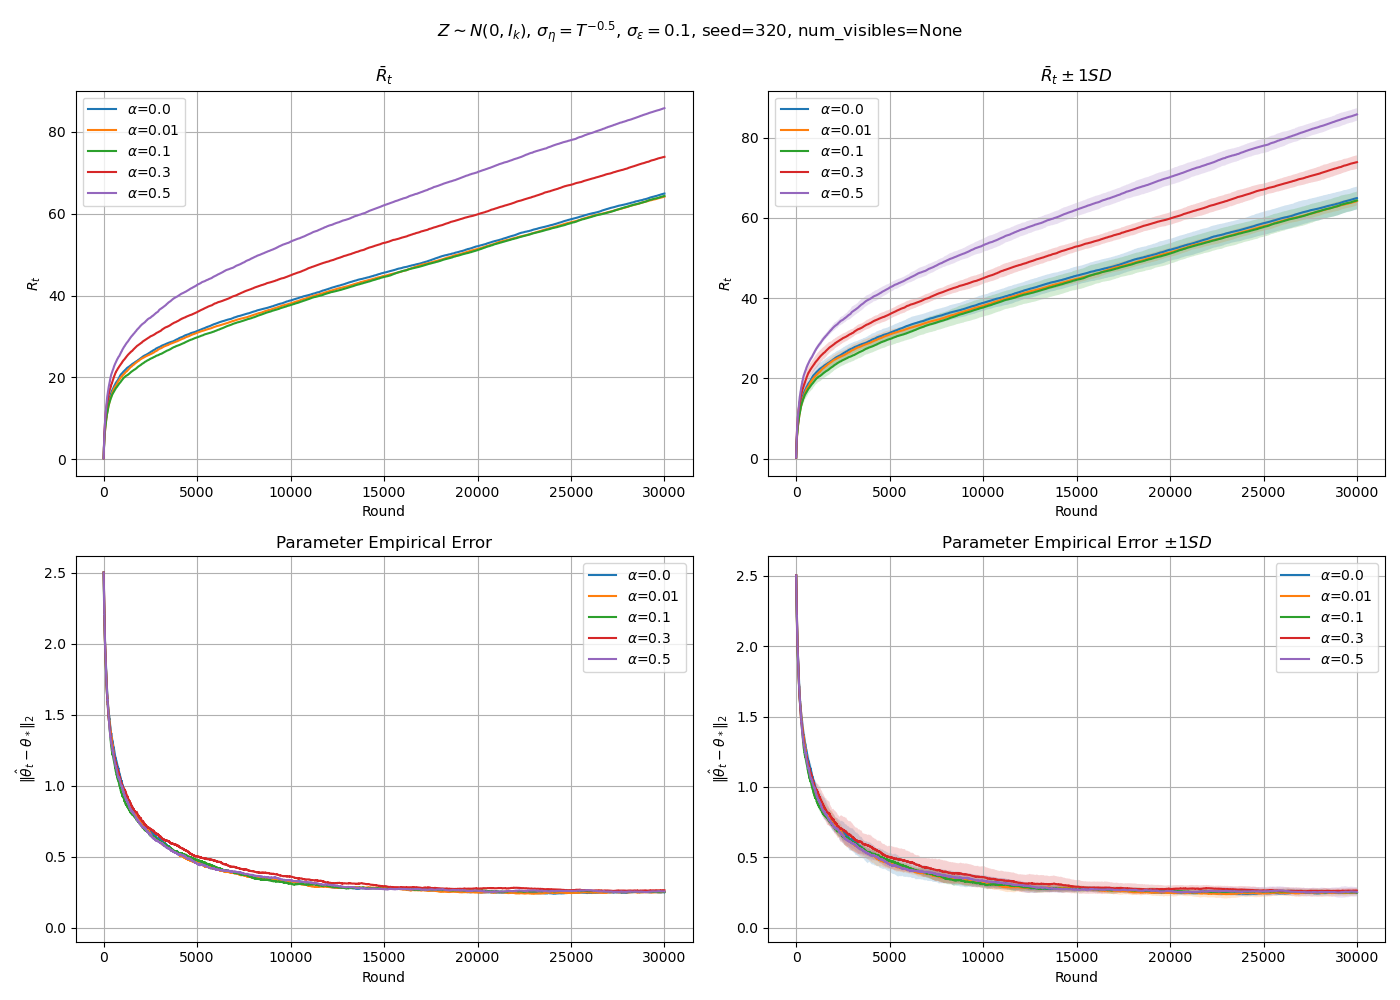 Z ~ N(0, I_k), σ_η = T^{−0.5}, σ_ε = 0.1, seed=320, num_visibles=None
R̄_t
R_t
80
60
40
20
0
α=0.0
α=0.01
α=0.1
α=0.3
α=0.5
0 5000 10000 15000 20000 25000 30000
Round
R̄_t ± 1SD
R_t
80
60
40
20
0
α=0.0
α=0.01
α=0.1
α=0.3
α=0.5
0 5000 10000 15000 20000 25000 30000
Round
Parameter Empirical Error
‖θ̂_t − θ_*‖_2
2.5
2.0
1.5
1.0
0.5
0.0
α=0.0
α=0.01
α=0.1
α=0.3
α=0.5
0 5000 10000 15000 20000 25000 30000
Round
Parameter Empirical Error ±1SD
‖θ̂_t − θ_*‖_2
2.5
2.0
1.5
1.0
0.5
0.0
α=0.0
α=0.01
α=0.1
α=0.3
α=0.5
0 5000 10000 15000 20000 25000 30000
Round